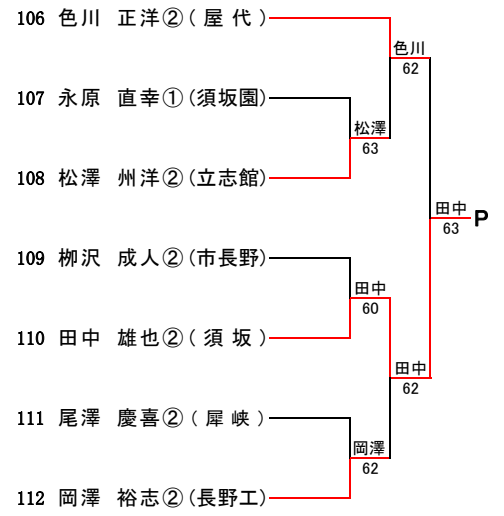 106 色川 正洋②(屋代)
色川
62
107 永原 直幸①(須坂園)
松澤
63
108 松澤 州洋②(立志館)
田中
63
P
109 栁沢 成人②(市長野)
田中
60
110 田中 雄也②(須坂)
田中
62
111 尾澤 慶喜②(犀峡)
岡澤
62
112 岡澤 裕志②(長野工)